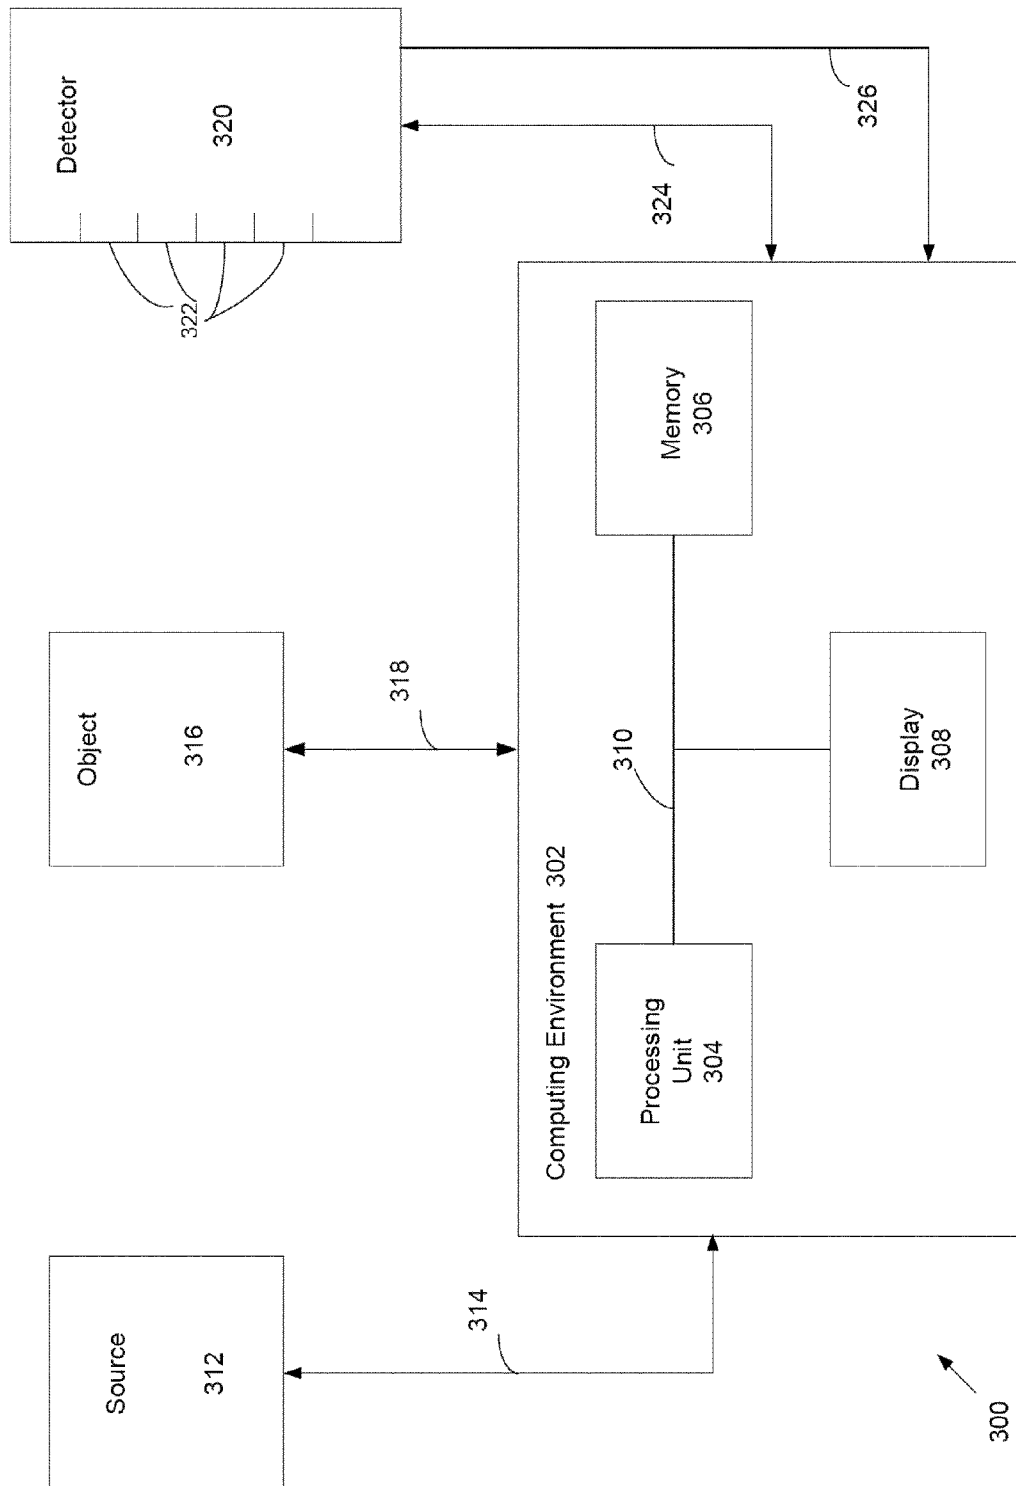 Source
312
Object
316
Detector
320
322
314
318
324
326
Computing Environment 302
310
Processing
Unit
304
Memory
306
Display
308
300